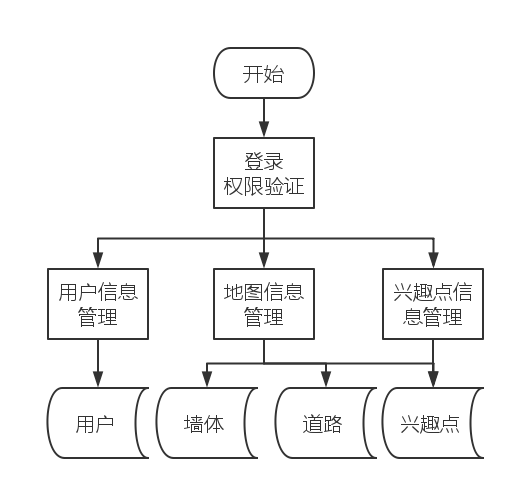 开始
登录
权限验证
用户信息
管理
地图信息
管理
兴趣点信
息管理
用户
墙体
道路
兴趣点